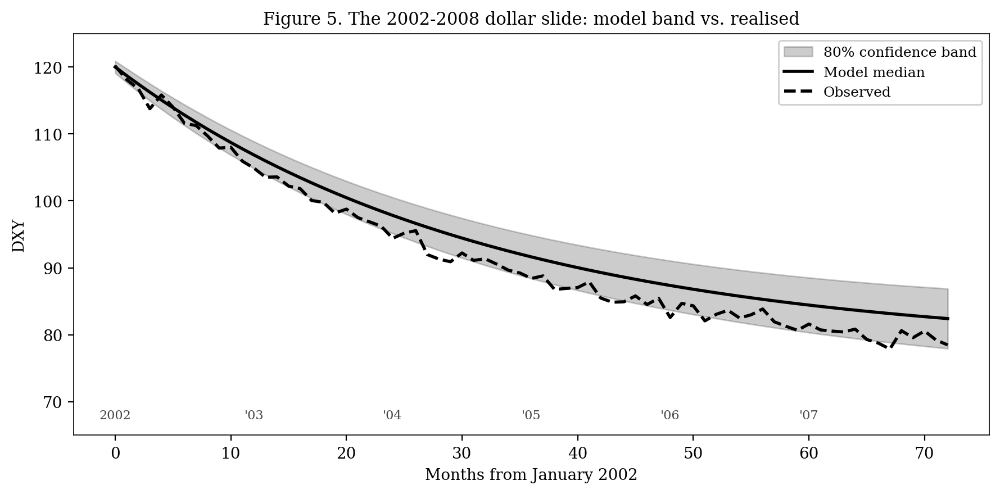 Figure 5. The 2002-2008 dollar slide: model band vs. realised
80% confidence band
Model median
Observed
DXY
120
110
100
90
80
70
2002 '03 '04 '05 '06 '07
0 10 20 30 40 50 60 70
Months from January 2002